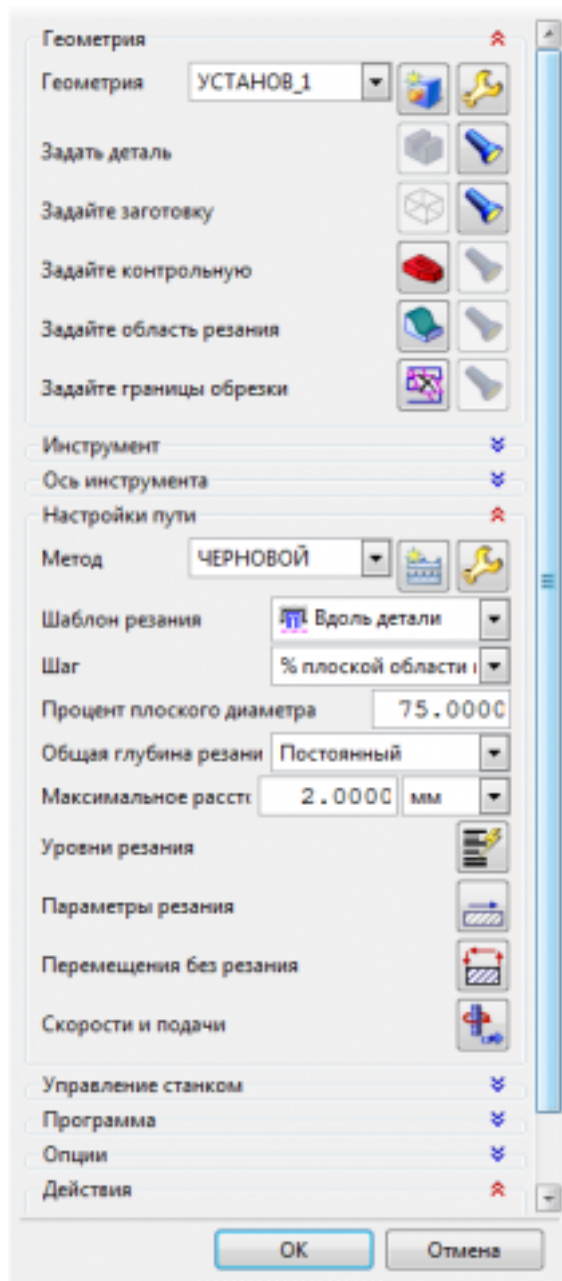 Геометрия
Геометрия УСТАНОВ_1
Задать деталь
Задайте заготовку
Задайте контрольную
Задайте область резания
Задайте границы обрезки
Инструмент
Ось инструмента
Настройки пути
Метод ЧЕРНОВОЙ
Шаблон резания Вдоль детали
Шаг % плоской области
Процент плоского диаметра 75.0000
Общая глубина резани Постоянный
Максимальное расст 2.0000 мм
Уровни резания
Параметры резания
Перемещения без резания
Скорости и подачи
Управление станком
Программа
Опции
Действия
ОК Отмена